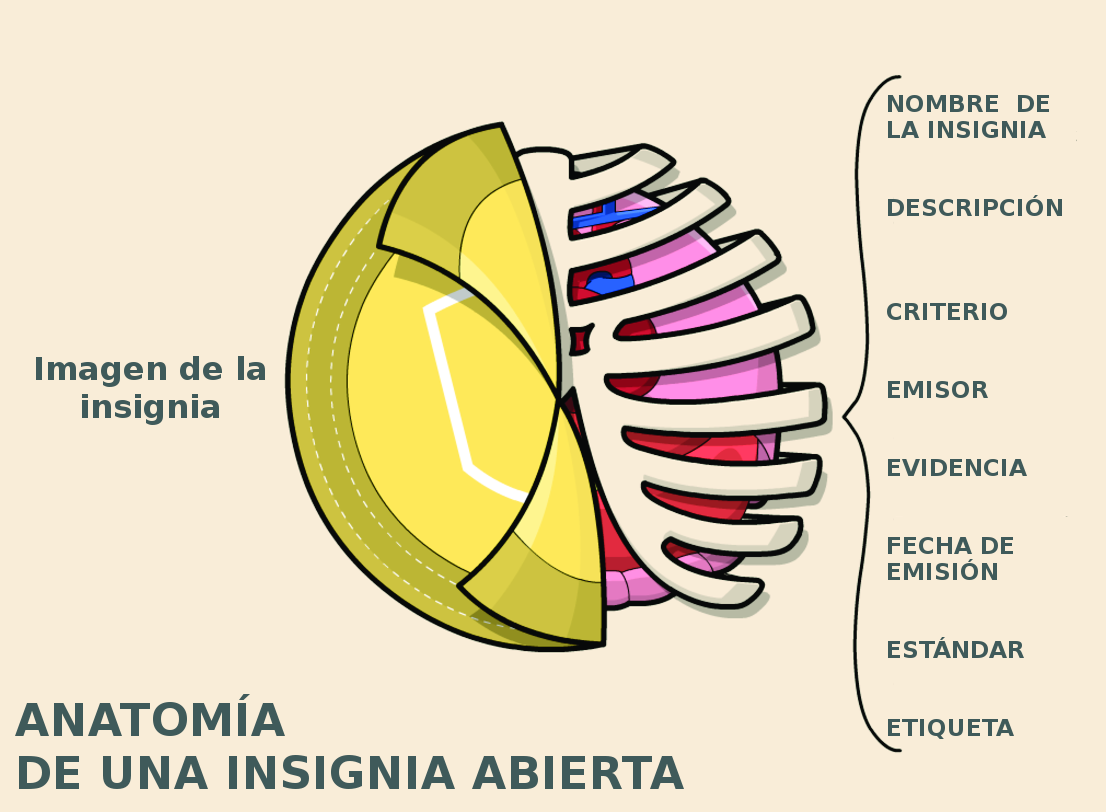 NOMBRE DE
LA INSIGNIA
DESCRIPCIÓN
CRITERIO
Imagen de la
insignia
EMISOR
EVIDENCIA
FECHA DE
EMISIÓN
ESTÁNDAR
ETIQUETA
ANATOMÍA
DE UNA INSIGNIA ABIERTA